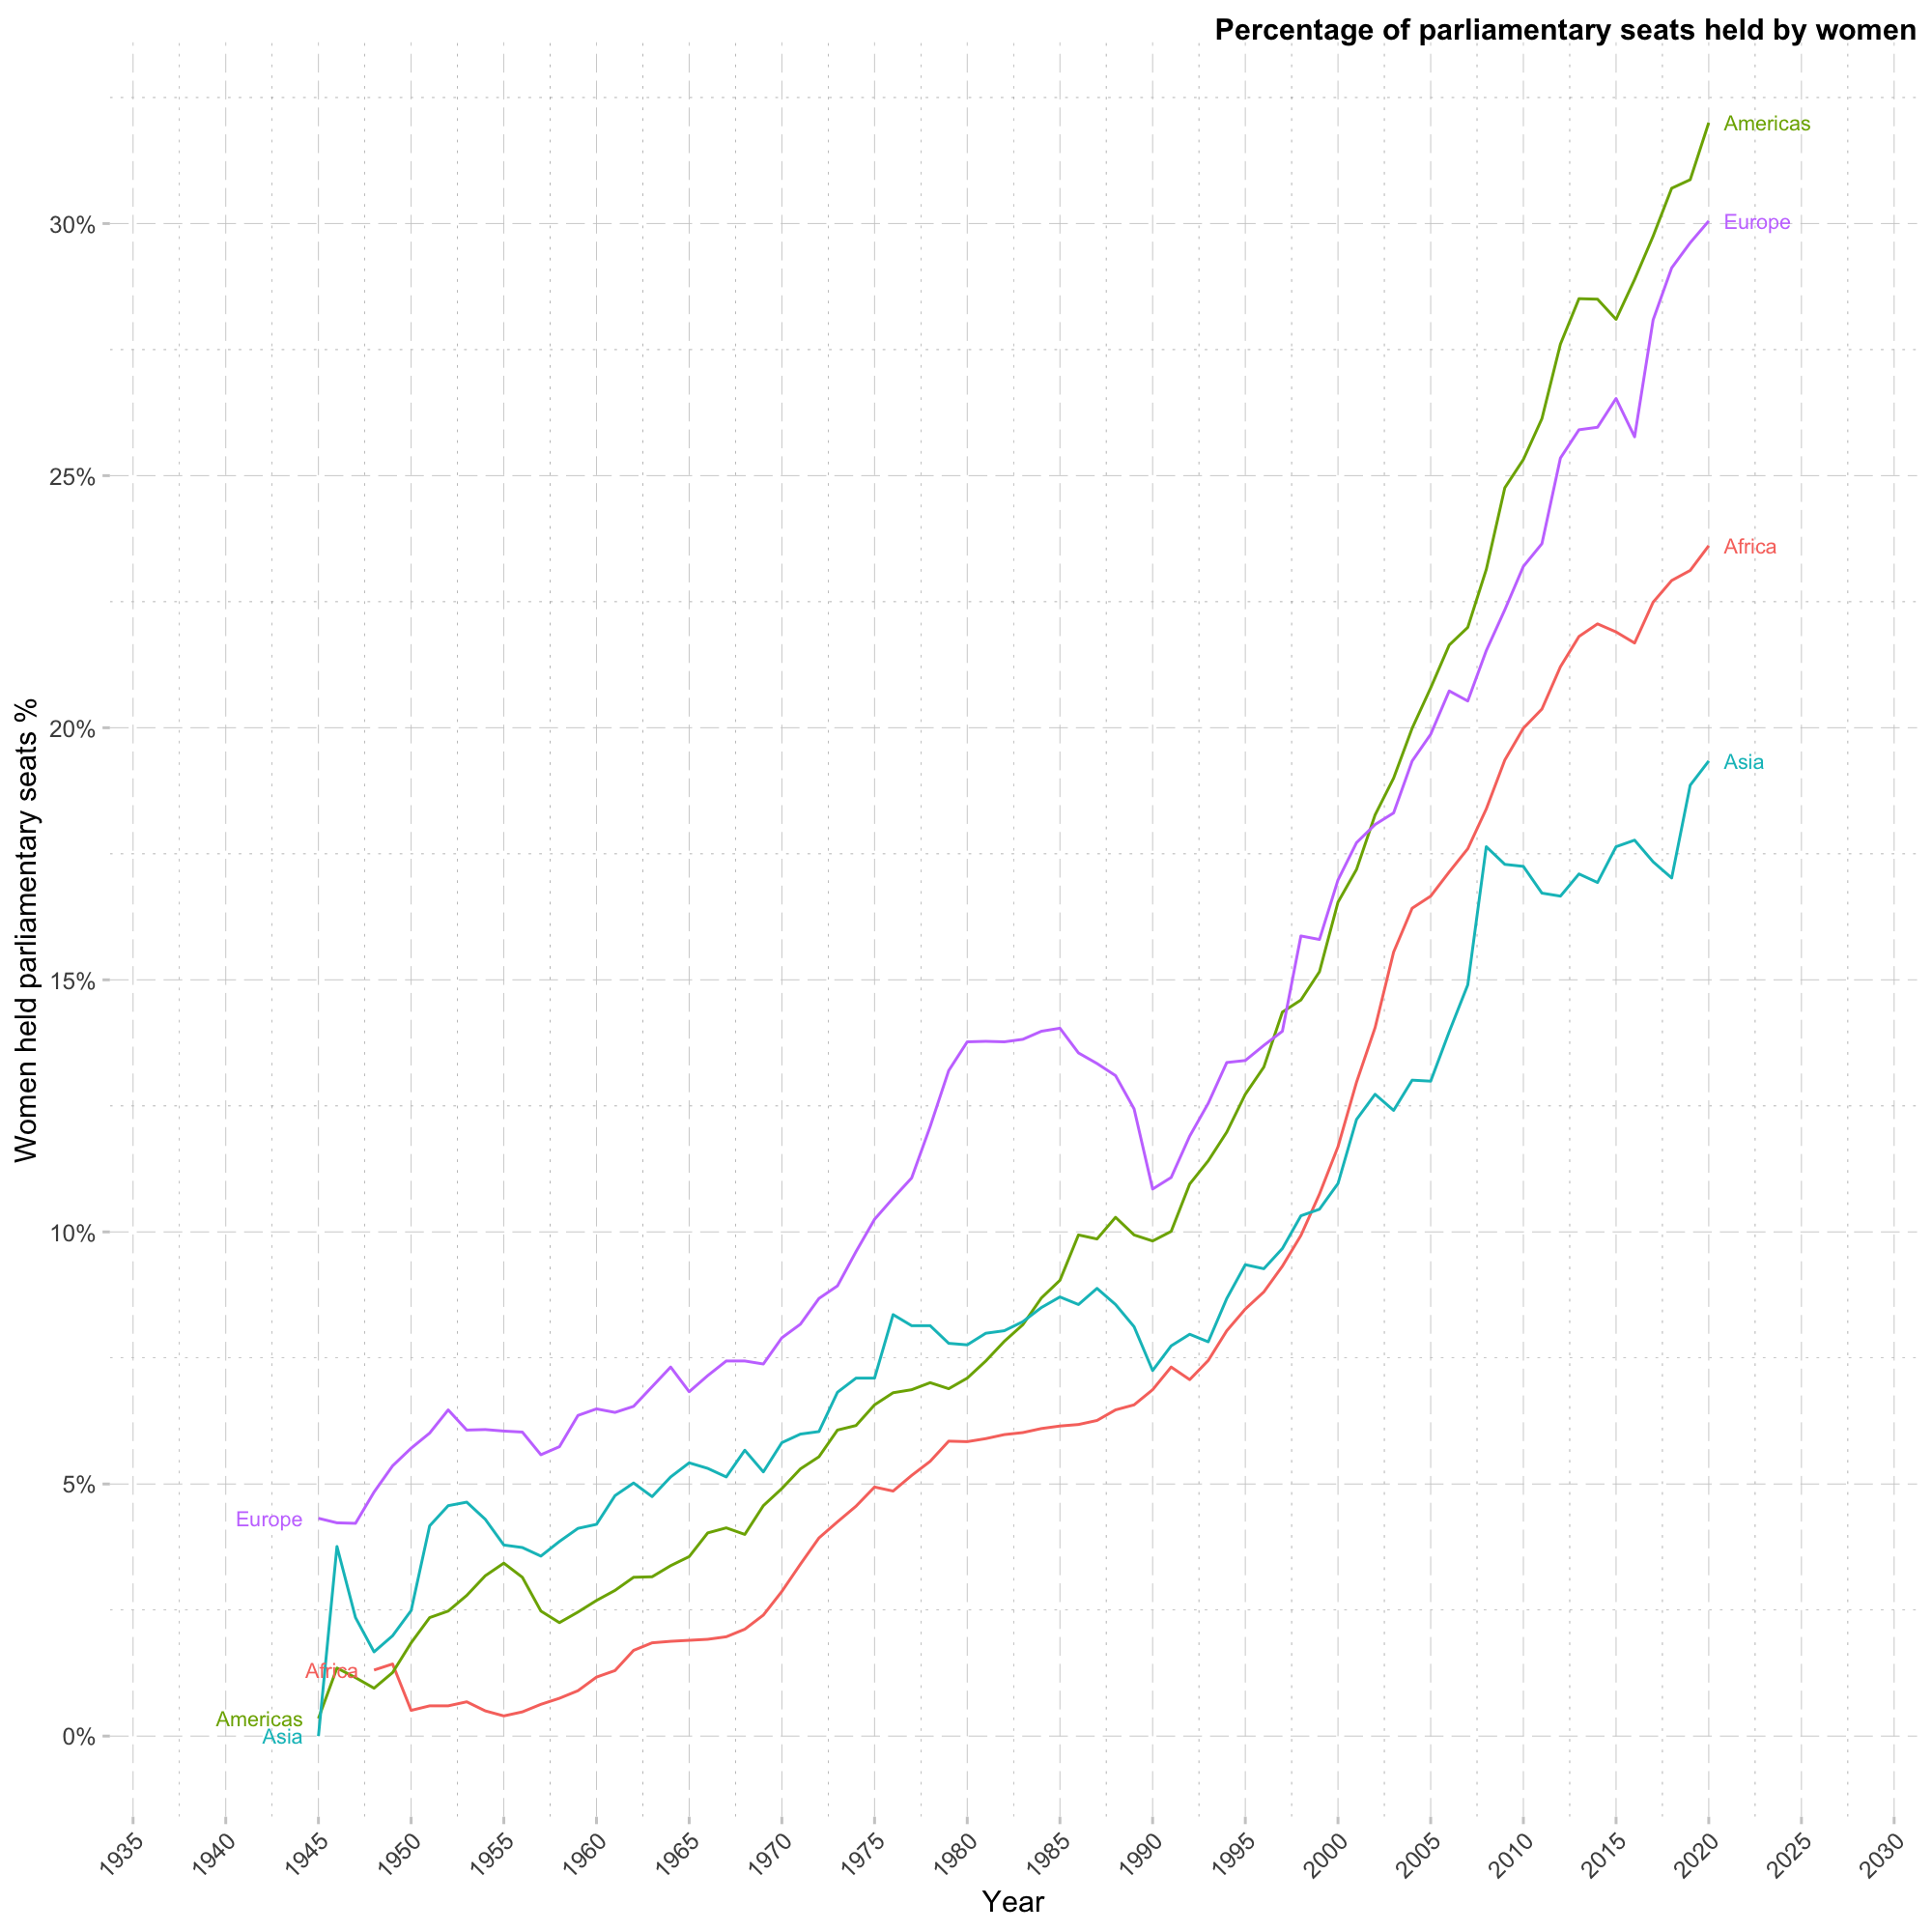 Percentage of parliamentary seats held by women
Americas
30%
Europe
25%
Africa
20%
Asia
Women held parliamentary seats %
15%
10%
5%
Europe
Africa
Americas
0%
Asia
1935 1940 1945 1950 1955 1960 1965 1970 1975 1980 1985 1990 1995 2000 2005 2010 2015 2020 2025 2030
Year